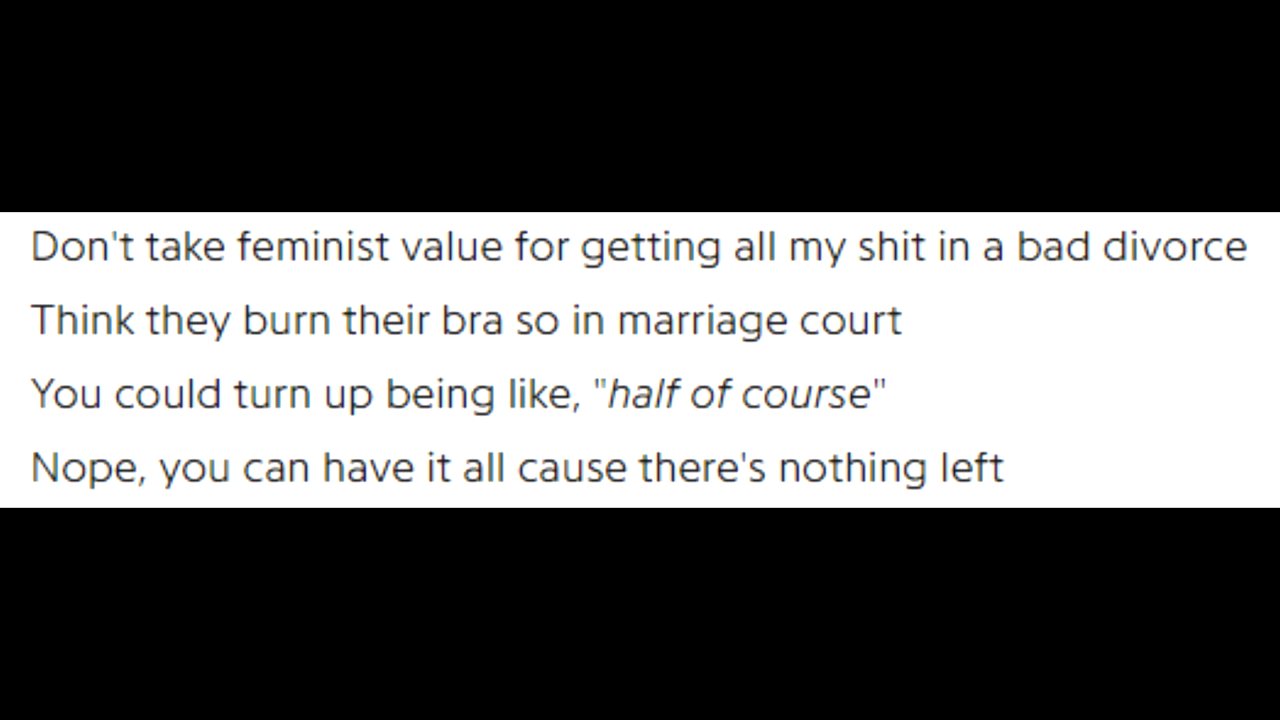 Don't take feminist value for getting all my shit in a bad divorce
Think they burn their bra so in marriage court
You could turn up being like, "half of course"
Nope, you can have it all cause there's nothing left